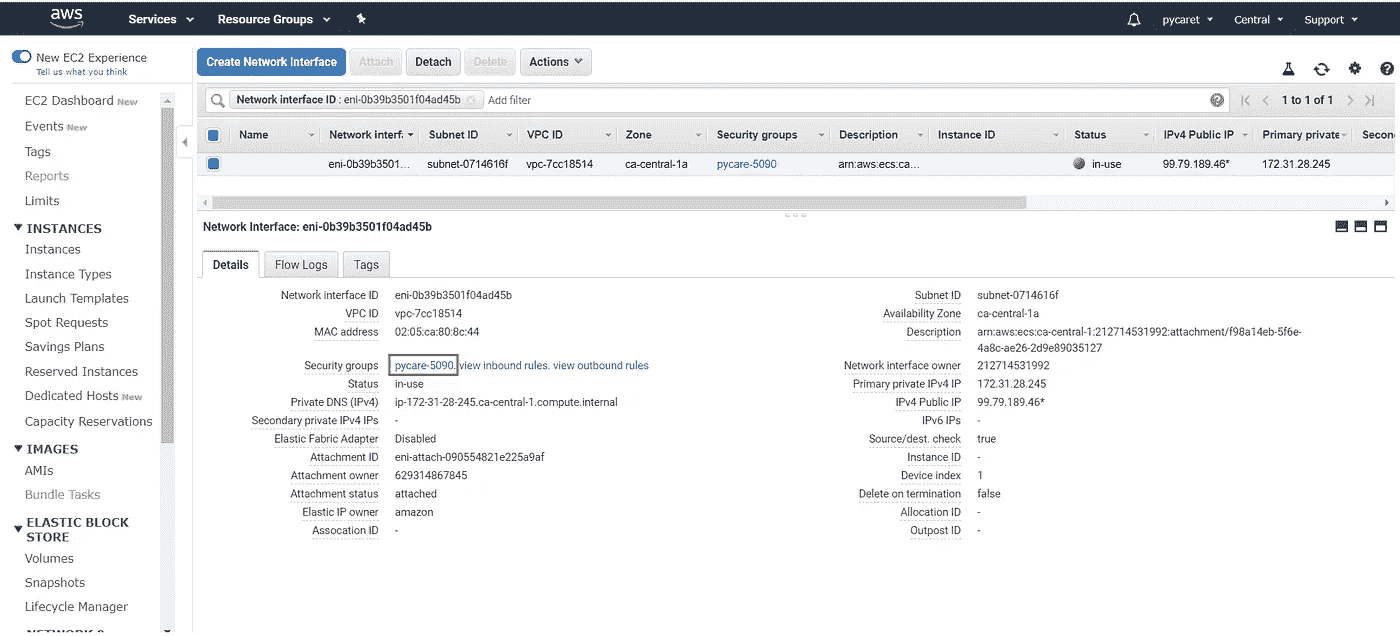 aws Services Resource Groups pycaret Central Support
New EC2 Experience
Tell us what you think
EC2 Dashboard New
Events New
Tags
Reports
Limits
INSTANCES
Instances
Instance Types
Launch Templates
Spot Requests
Savings Plans
Reserved Instances
Dedicated Hosts New
Capacity Reservations
IMAGES
AMIs
Bundle Tasks
ELASTIC BLOCK
STORE
Volumes
Snapshots
Lifecycle Manager
NETWORK &
Create Network Interface Attach Detach Delete Actions
Network interface ID : eni-0b39b3501f04ad45b Add filter 1 to 1 of 1
Name Network interf Subnet ID VPC ID Zone Security groups Description Instance ID Status IPv4 Public IP Primary private Secon
eni-0b39b3501... subnet-0714616f vpc-7cc18514 ca-central-1a pycare-5090 arn:aws:ecs:ca... in-use 99.79.189.46* 172.31.28.245
Network Interface: eni-0b39b3501f04ad45b
Details Flow Logs Tags
Network interface ID eni-0b39b3501f04ad45b Subnet ID subnet-0714616f
VPC ID vpc-7cc18514 Availability Zone ca-central-1a
MAC address 02:05:ca:80:8c:44 Description arn:aws:ecs:ca-central-1:212714531992:attachment/f98a14eb-5f6e-
4a8c-ae26-2d9e89035127
Security groups pycare-5090. view inbound rules. view outbound rules Network interface owner 212714531992
Status in-use Primary private IPv4 IP 172.31.28.245
Private DNS (IPv4) ip-172-31-28-245.ca-central-1.compute.internal IPv4 Public IP 99.79.189.46*
Secondary private IPv4 IPs - IPv6 IPs -
Elastic Fabric Adapter Disabled Source/dest. check true
Attachment ID eni-attach-090554821e225a9af Instance ID -
Attachment owner 629314867845 Device index 1
Attachment status attached Delete on termination false
Elastic IP owner amazon Allocation ID -
Assocation ID - Outpost ID -